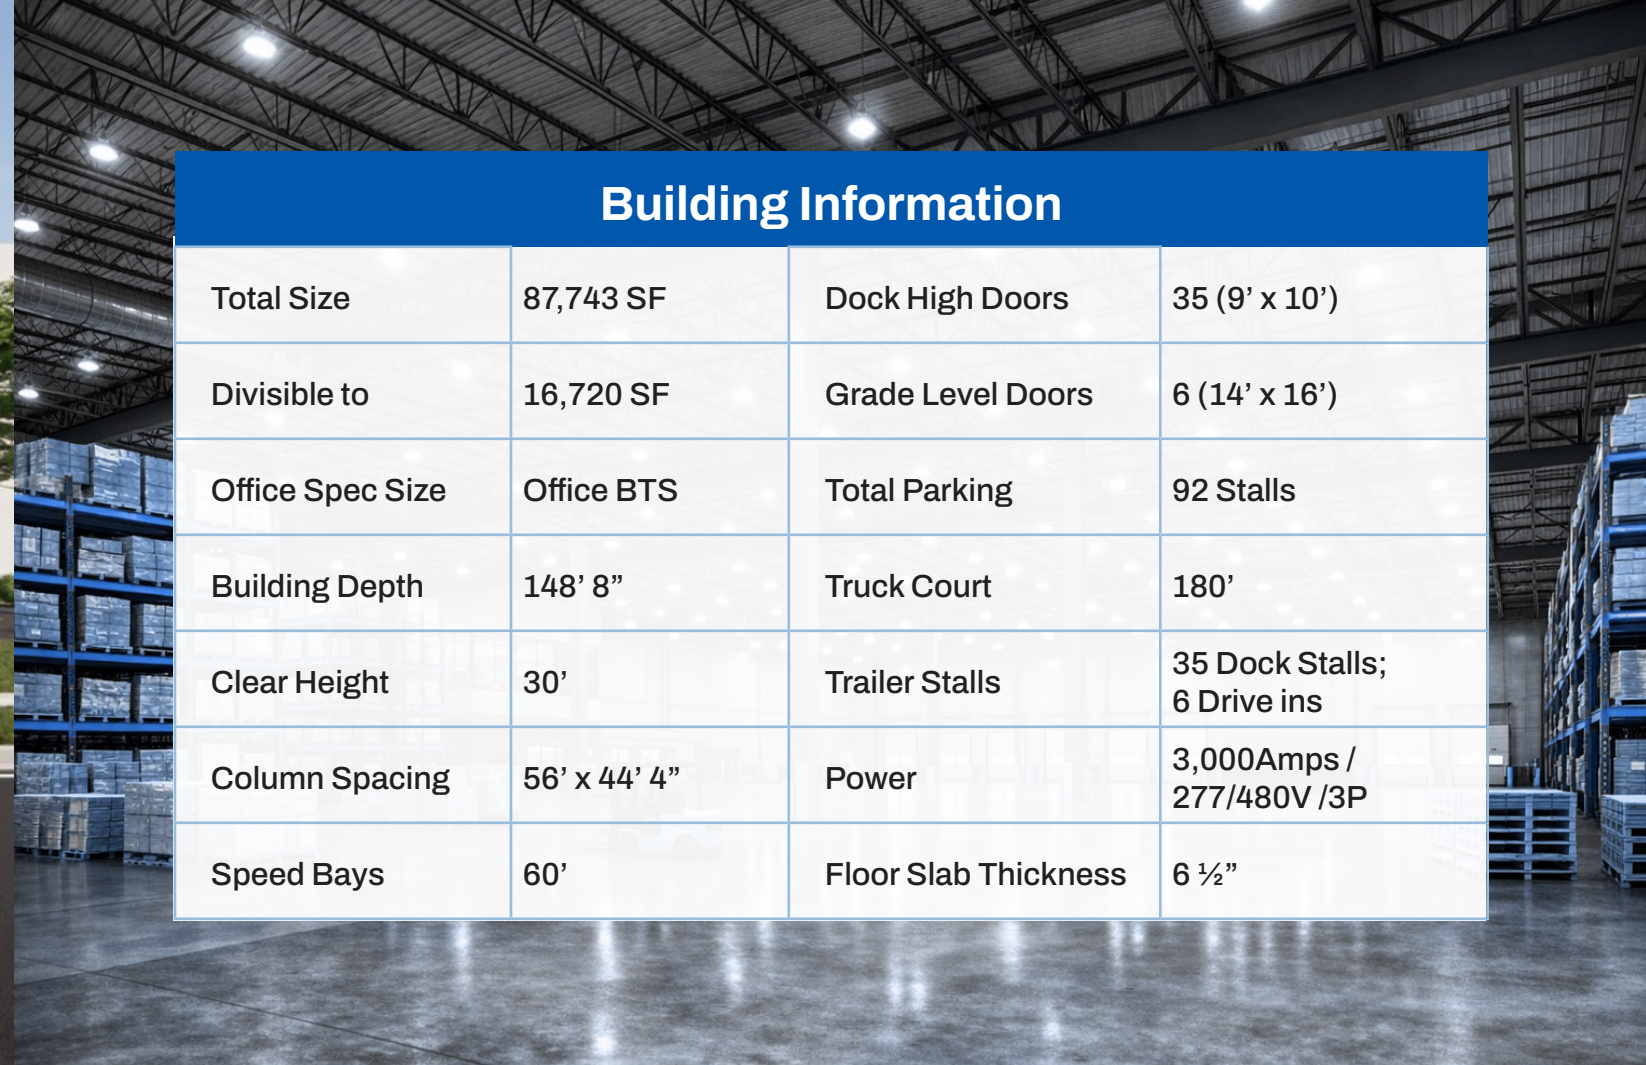 Building Information
Total Size 87,743 SF Dock High Doors 35 (9’ x 10’)
Divisible to 16,720 SF Grade Level Doors 6 (14’ x 16’)
Office Spec Size Office BTS Total Parking 92 Stalls
Building Depth 148’ 8” Truck Court 180’
Clear Height 30’ Trailer Stalls 35 Dock Stalls;
6 Drive ins
Column Spacing 56’ x 44’ 4” Power 3,000Amps /
277/480V /3P
Speed Bays 60’ Floor Slab Thickness 6 ½”